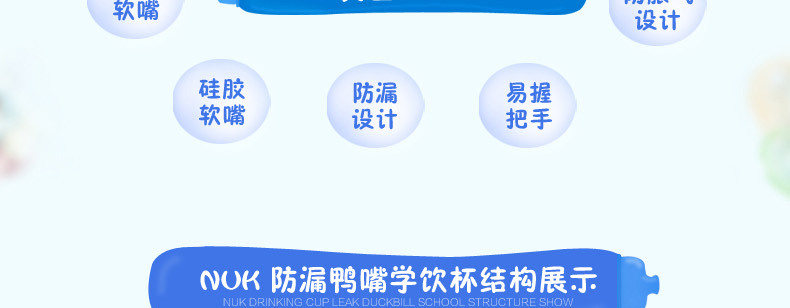 软嘴
设计
硅胶
软嘴
防漏
设计
易握
把手
NUK 防漏鸭嘴学饮杯结构展示
NUK DRINKING CUP LEAK DUCKBILL SCHOOL STRUCTURE SHOW